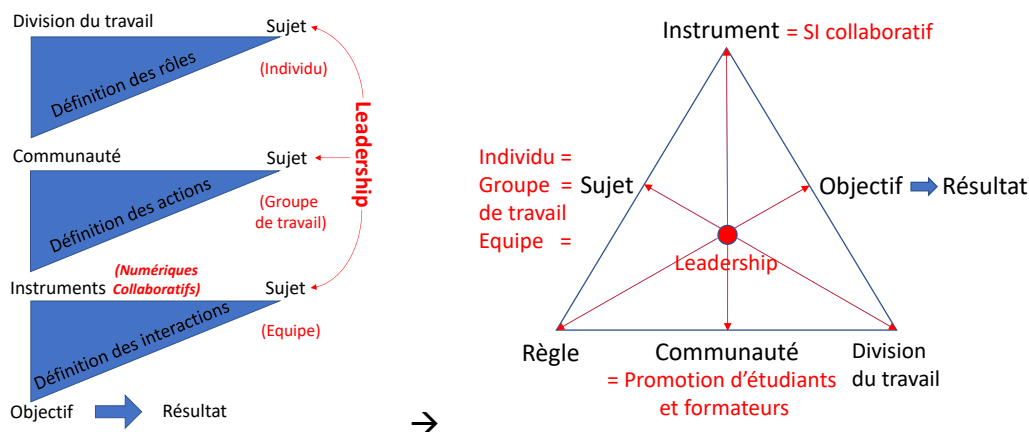 Division du travail
Sujet
Définition des rôles
(Individu)
Communauté
Sujet
Définition des actions
(Groupe
de travail)
Leadership
Instruments
(Numériques
Collaboratifs)
Sujet
Définition des interactions
(Equipe)
Objectif
Résultat
→
Instrument = SI collaboratif
Individu =
Groupe = Sujet
de travail
Equipe =
Objectif
Résultat
Leadership
Règle
Communauté
= Promotion d'étudiants
et formateurs
Division
du travail